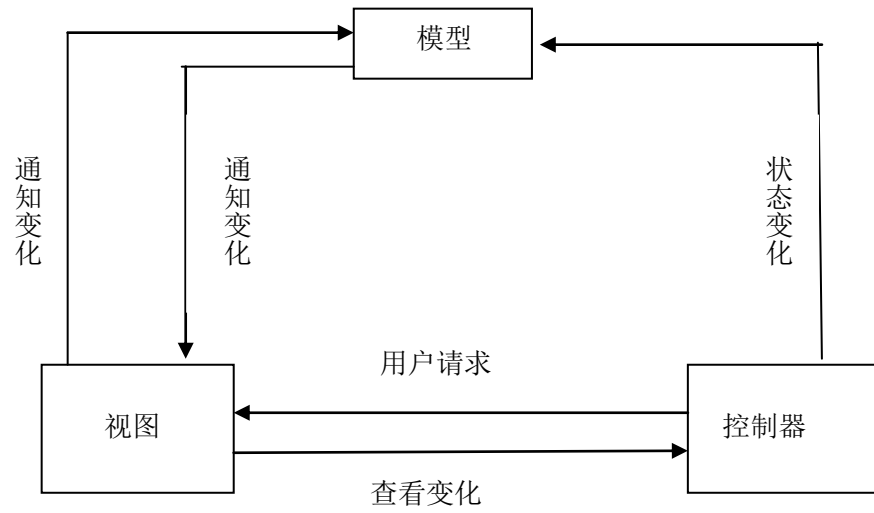 模型
通知变化
通知变化
状态变化
用户请求
视图
控制器
查看变化